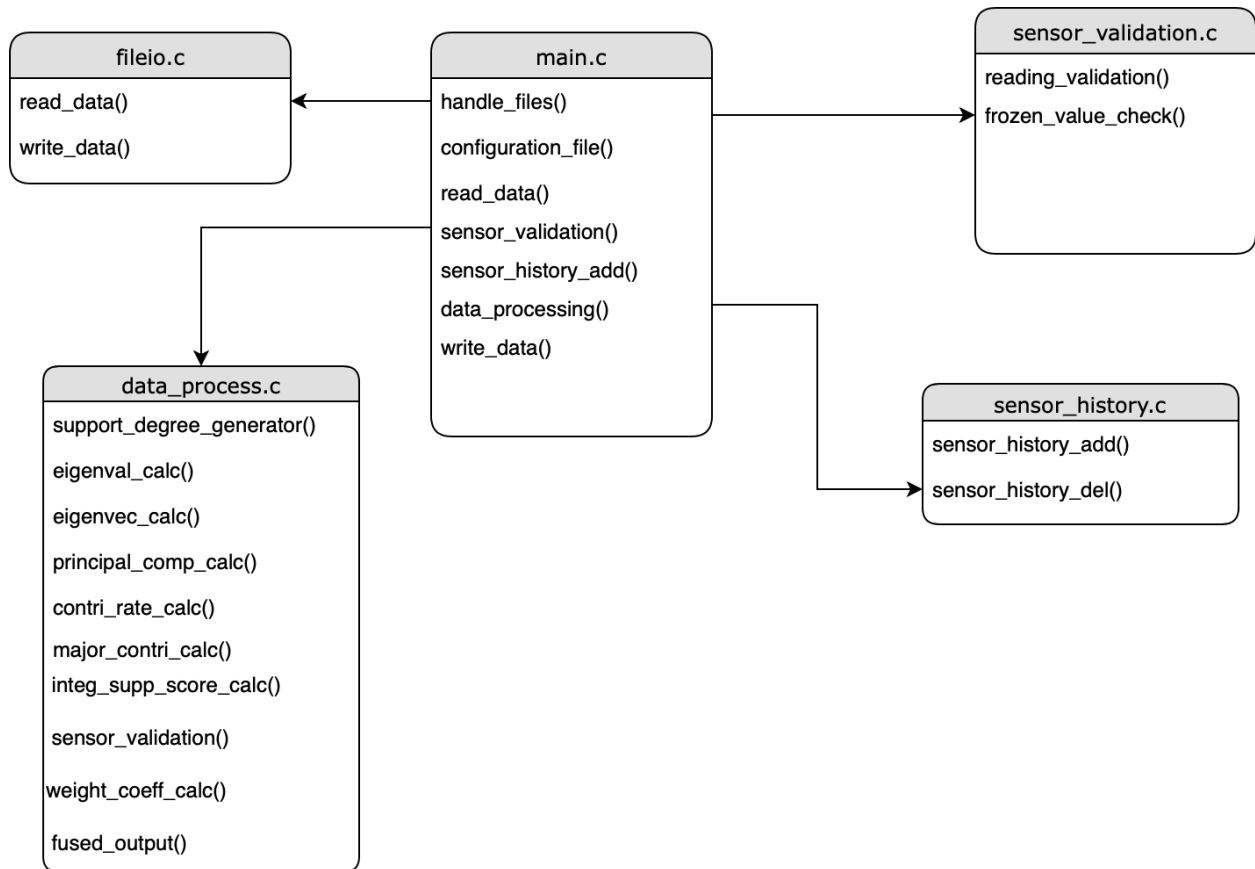 fileio.c
read_data()
write_data()
main.c
handle_files()
configuration_file()
read_data()
sensor_validation()
sensor_history_add()
data_processing()
write_data()
sensor_validation.c
reading_validation()
frozen_value_check()
data_process.c
support_degree_generator()
eigenval_calc()
eigenvec_calc()
principal_comp_calc()
contri_rate_calc()
major_contri_calc()
integ_supp_score_calc()
sensor_validation()
weight_coeff_calc()
fused_output()
sensor_history.c
sensor_history_add()
sensor_history_del()